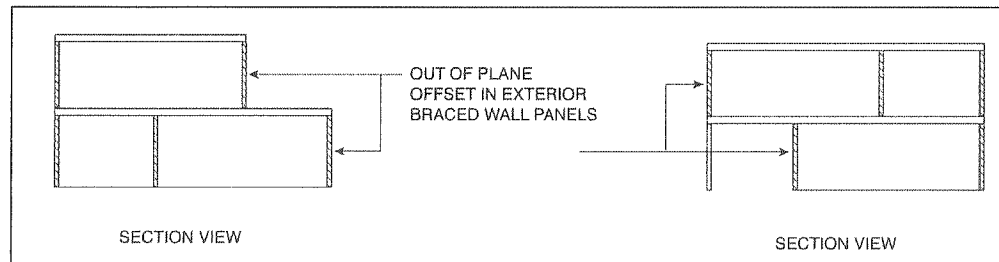 OUT OF PLANE
OFFSET IN EXTERIOR
BRACED WALL PANELS
SECTION VIEW
SECTION VIEW